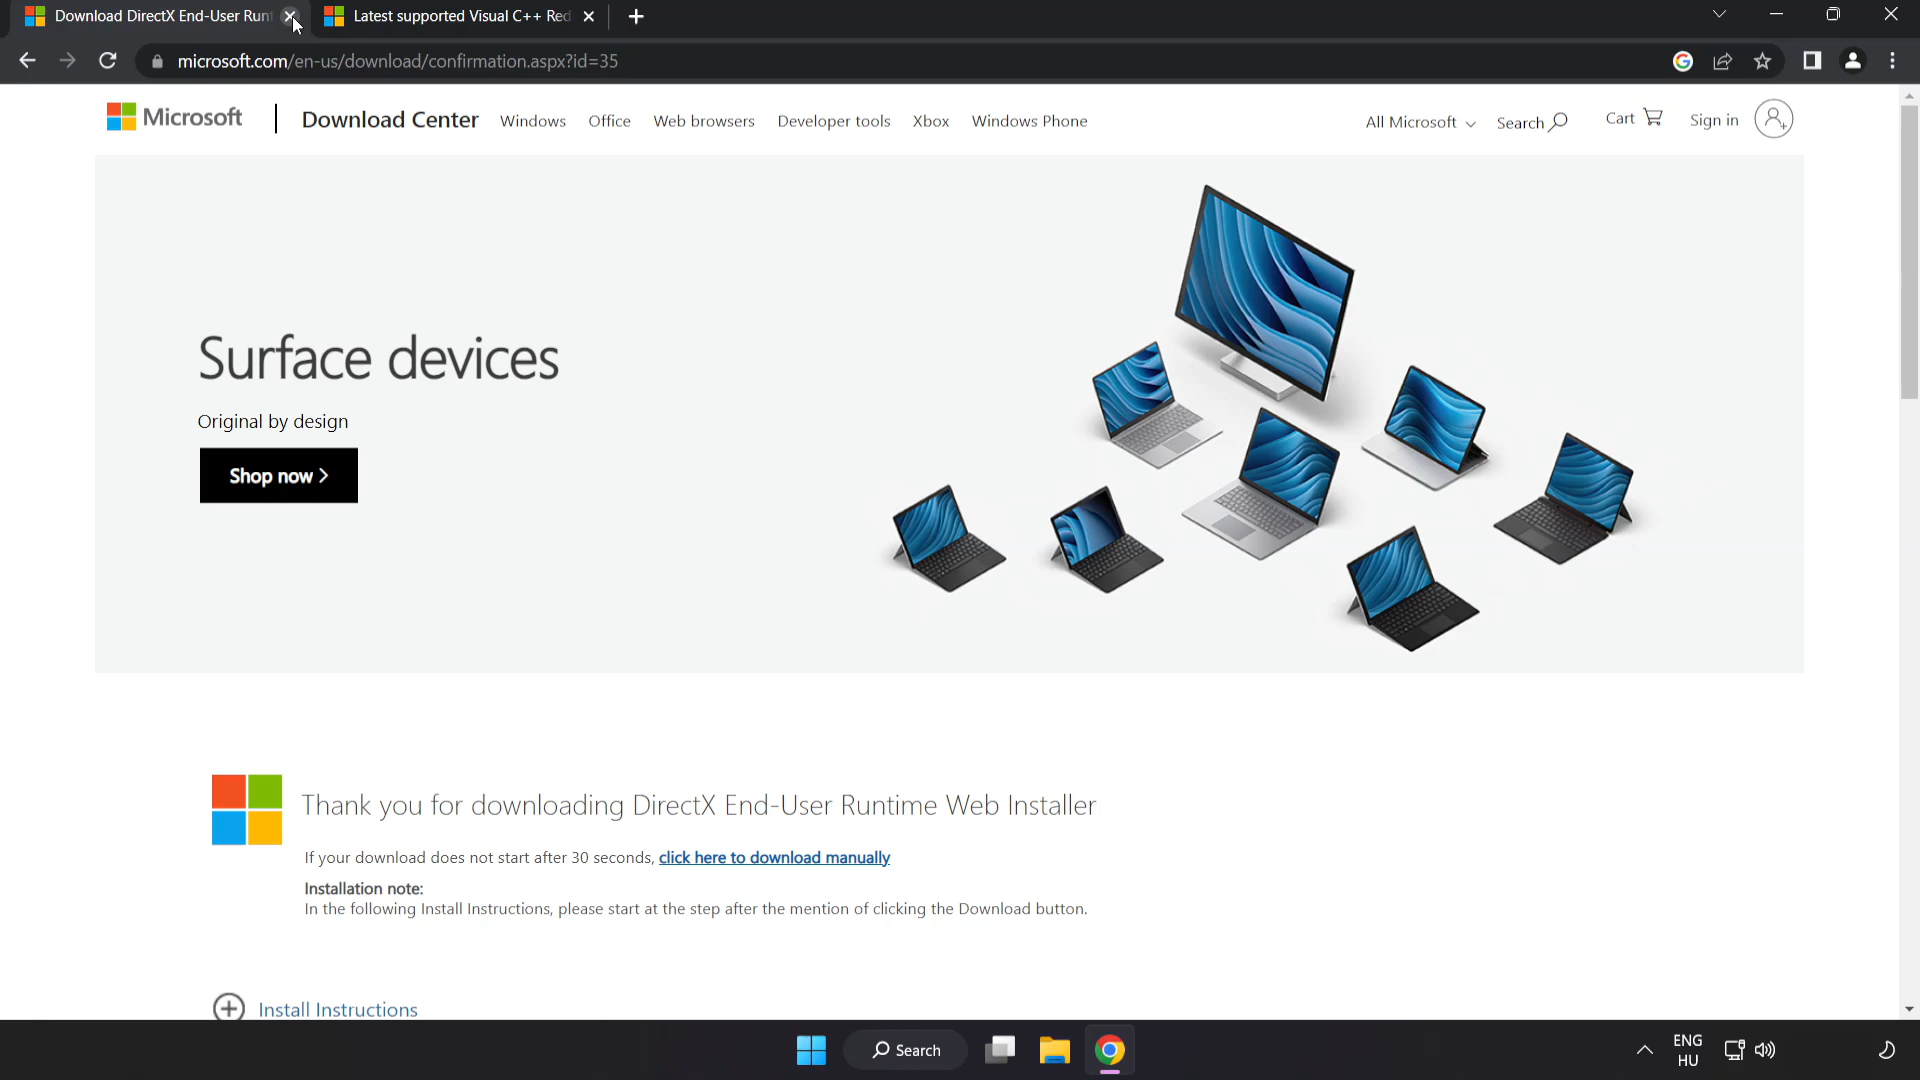 Download DirectX End-User Runt
Latest supported Visual C++ Red
microsoft.com/en-us/download/confirmation.aspx?id=35
Microsoft
Download Center
Windows
Office
Web browsers
Developer tools
Xbox
Windows Phone
All Microsoft
Search
Cart
Sign in
Surface devices
Original by design
Shop now >
Thank you for downloading DirectX End-User Runtime Web Installer
If your download does not start after 30 seconds, click here to download manually
Installation note:
In the following Install Instructions, please start at the step after the mention of clicking the Download button.
Install Instructions
Search
ENG
HU